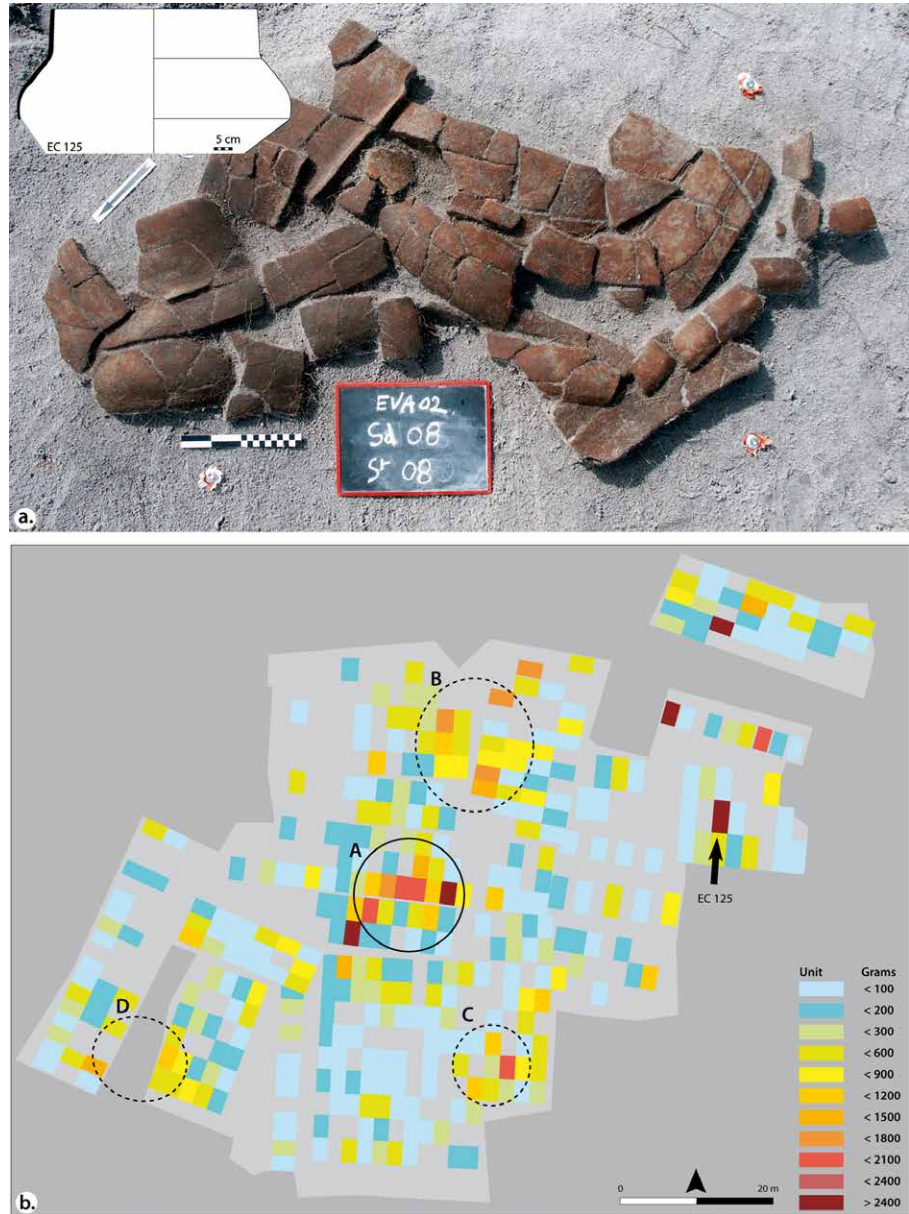 EC 125
5 cm
EVA 02
Sd 08
Sr 08
a.
B
A
EC 125
D
C
Unit Grams
< 100
< 200
< 300
< 600
< 900
< 1200
< 1500
< 1800
< 2100
< 2400
> 2400
0 20 m
b.